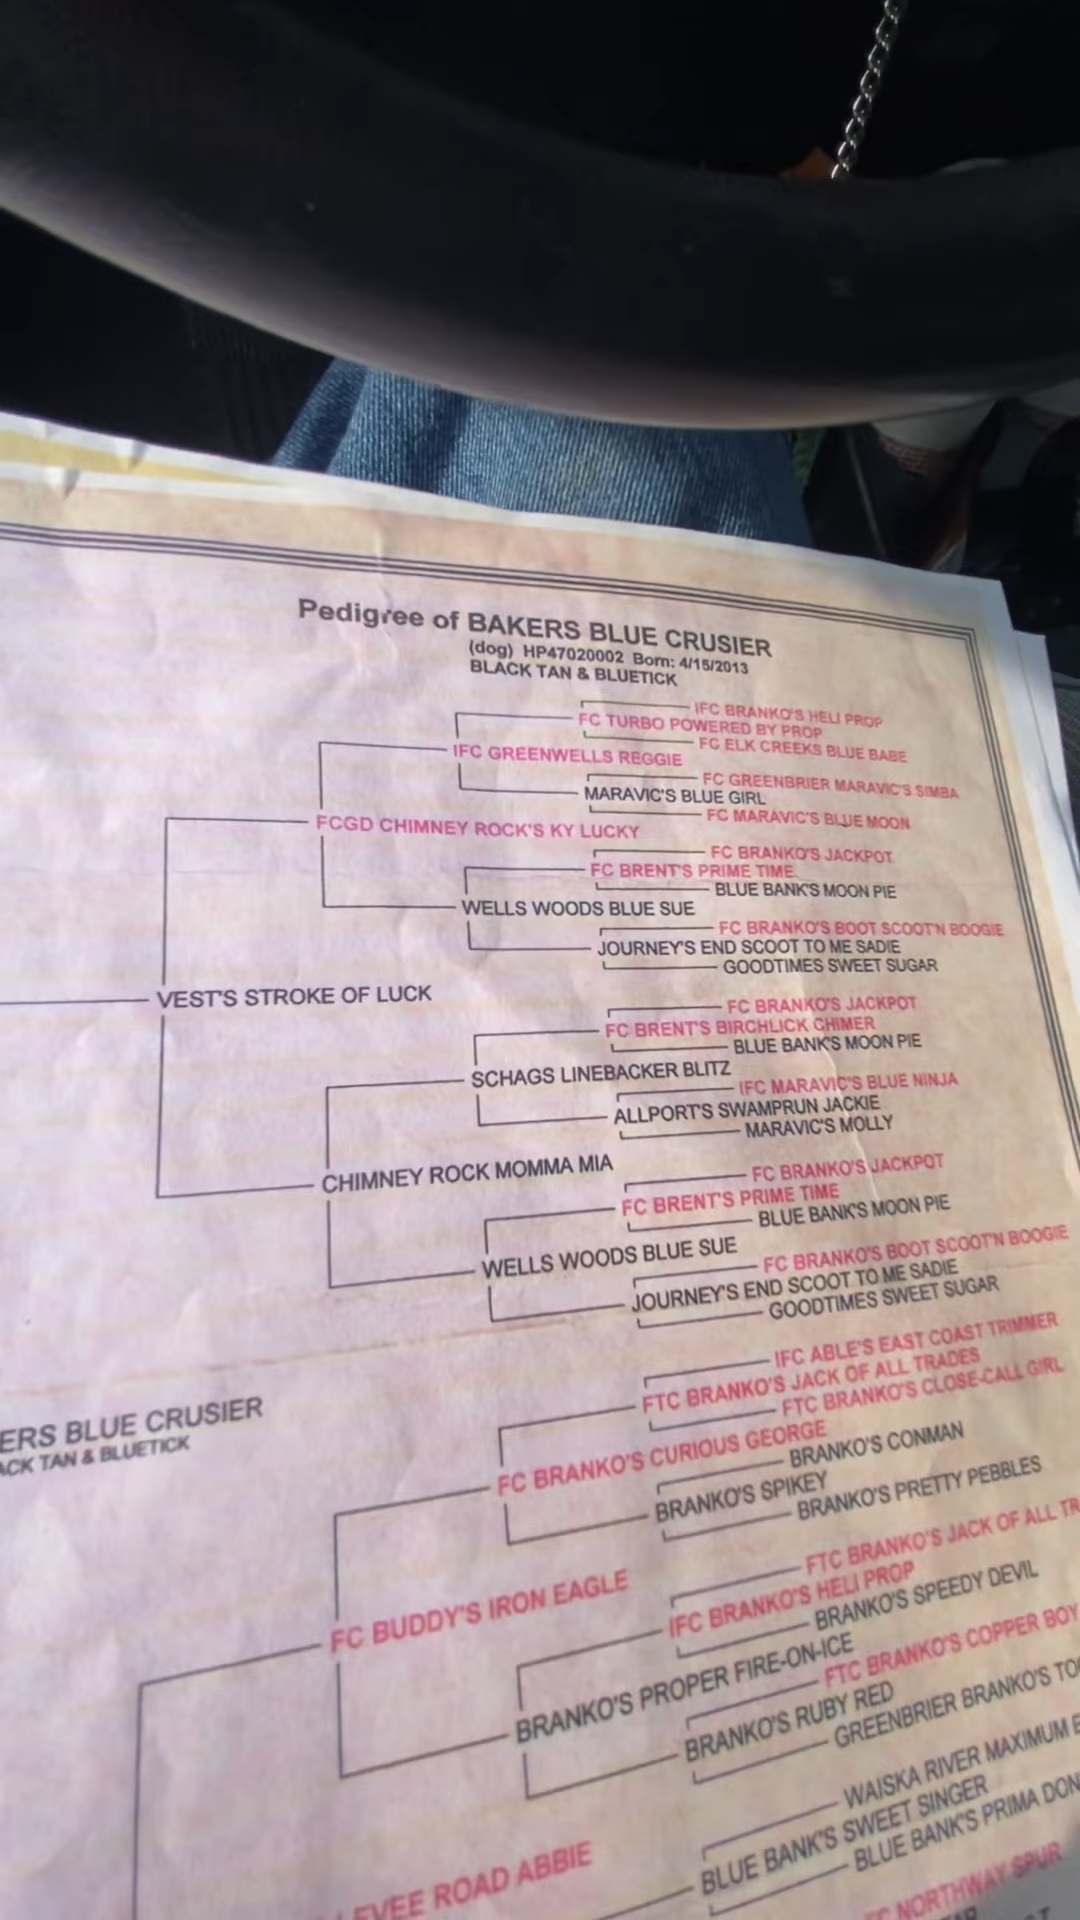 Pedigree of BAKERS BLUE CRUSIER
(dog) HP47020002 Born: 4/15/2013
BLACK TAN & BLUETICK
IFC BRANKO'S HELI PROP
FC TURBO POWERED BY PROP
FC ELK CREEKS BLUE BABE
IFC GREENWELLS REGGIE
FC GREENBRIER MARAVIC'S SIMBA
MARAVIC'S BLUE GIRL
FC MARAVIC'S BLUE MOON
FCGD CHIMNEY ROCK'S KY LUCKY
FC BRANKO'S JACKPOT
FC BRENT'S PRIME TIME
BLUE BANK'S MOON PIE
WELLS WOODS BLUE SUE
FC BRANKO'S BOOT SCOOT'N BOOGIE
JOURNEY'S END SCOOT TO ME SADIE
GOODTIMES SWEET SUGAR
VEST'S STROKE OF LUCK
FC BRANKO'S JACKPOT
FC BRENT'S BIRCHLICK CHIMER
BLUE BANK'S MOON PIE
SCHAGS LINEBACKER BLITZ
IFC MARAVIC'S BLUE NINJA
ALLPORT'S SWAMPRUN JACKIE
MARAVIC'S MOLLY
CHIMNEY ROCK MOMMA MIA
FC BRANKO'S JACKPOT
FC BRENT'S PRIME TIME
BLUE BANK'S MOON PIE
WELLS WOODS BLUE SUE
FC BRANKO'S BOOT SCOOT'N BOOGIE
JOURNEY'S END SCOOT TO ME SADIE
GOODTIMES SWEET SUGAR
ERS BLUE CRUSIER
ACK TAN & BLUETICK
IFC ABLE'S EAST COAST TRIMMER
FTC BRANKO'S JACK OF ALL TRADES
FTC BRANKO'S CLOSE-CALL GIRL
FC BRANKO'S CURIOUS GEORGE
BRANKO'S CONMAN
BRANKO'S SPIKEY
BRANKO'S PRETTY PEBBLES
FC BUDDY'S IRON EAGLE
FTC BRANKO'S JACK OF ALL TR
IFC BRANKO'S HELI PROP
BRANKO'S SPEEDY DEVIL
BRANKO'S PROPER FIRE-ON-ICE
FTC BRANKO'S COPPER BOY
BRANKO'S RUBY RED
GREENBRIER BRANKO'S TO
WAISKA RIVER MAXIMUM E
BLUE BANK'S SWEET SINGER
BLUE BANK'S PRIMA DON
EVEE ROAD ABBIE
FC NORTHWAY SPUR